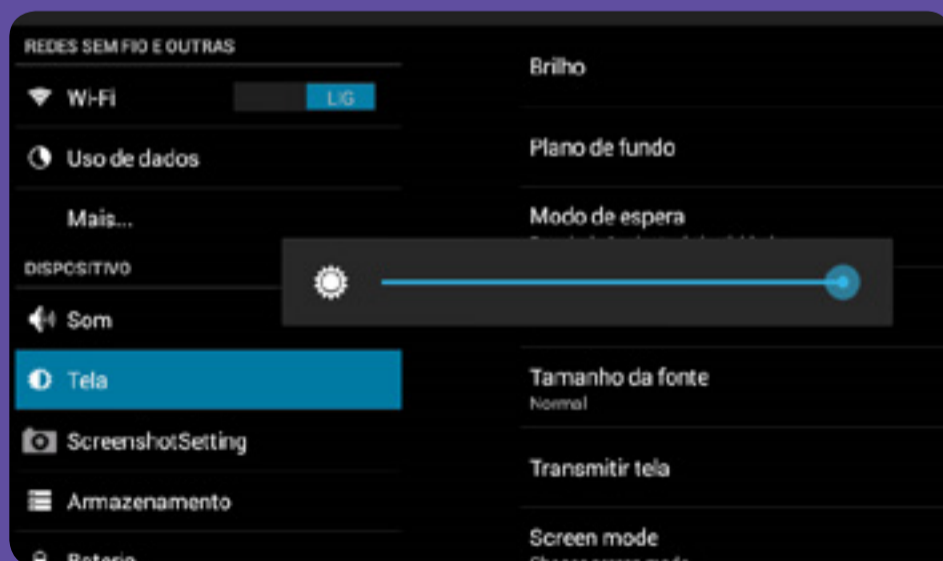 REDES SEM FIO E OUTRAS
Wi-Fi
LIG
Uso de dados
Mais...
DISPOSITIVO
Som
Tela
ScreenshotSetting
Armazenamento
Bateria
Brilho
Plano de fundo
Modo de espera
Tamanho da fonte
Normal
Transmitir tela
Screen mode